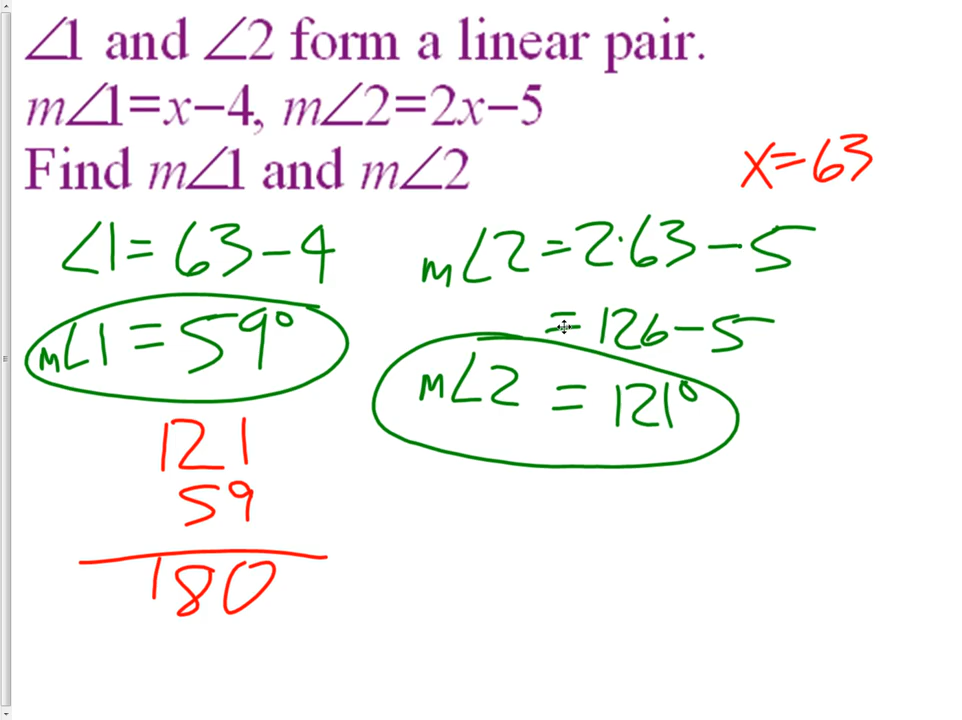 ∠1 and ∠2 form a linear pair.
m∠1=x−4, m∠2=2x−5
Find m∠1 and m∠2
x=63
∠1= 63-4
m∠1 = 59°
m∠2=2·63-5
=126-5
m∠2 = 121°
121
59
180